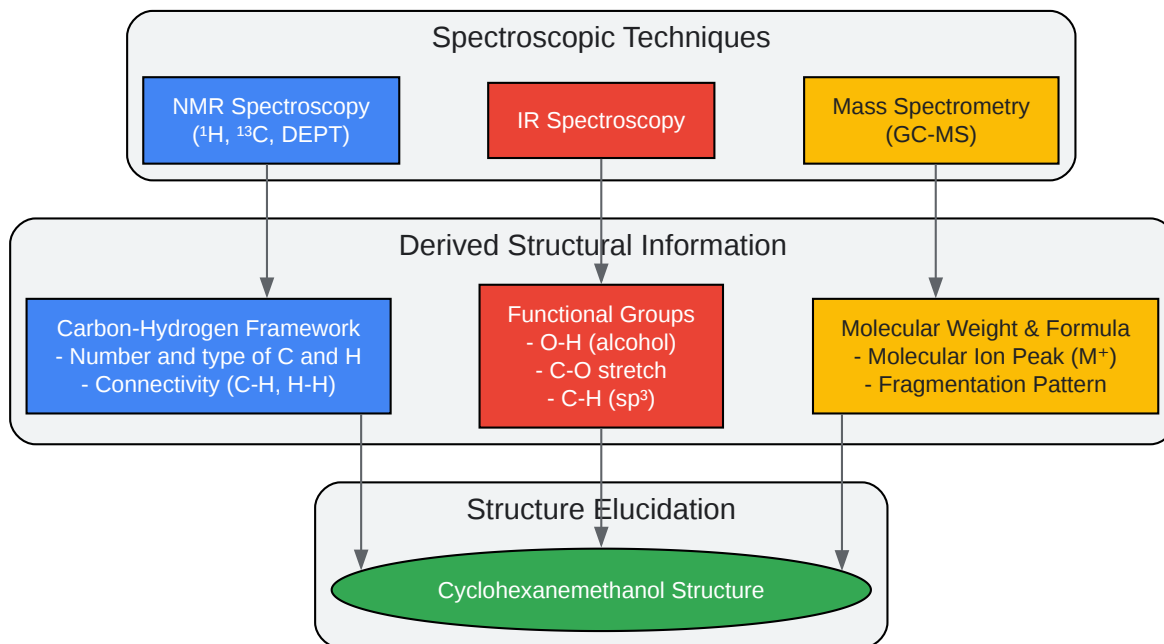 Spectroscopic Techniques
NMR Spectroscopy
(¹H, ¹³C, DEPT)
IR Spectroscopy
Mass Spectrometry
(GC-MS)
Derived Structural Information
Carbon-Hydrogen Framework
- Number and type of C and H
- Connectivity (C-H, H-H)
Functional Groups
- O-H (alcohol)
- C-O stretch
- C-H (sp³)
Molecular Weight & Formula
- Molecular Ion Peak (M⁺)
- Fragmentation Pattern
Structure Elucidation
Cyclohexanemethanol Structure